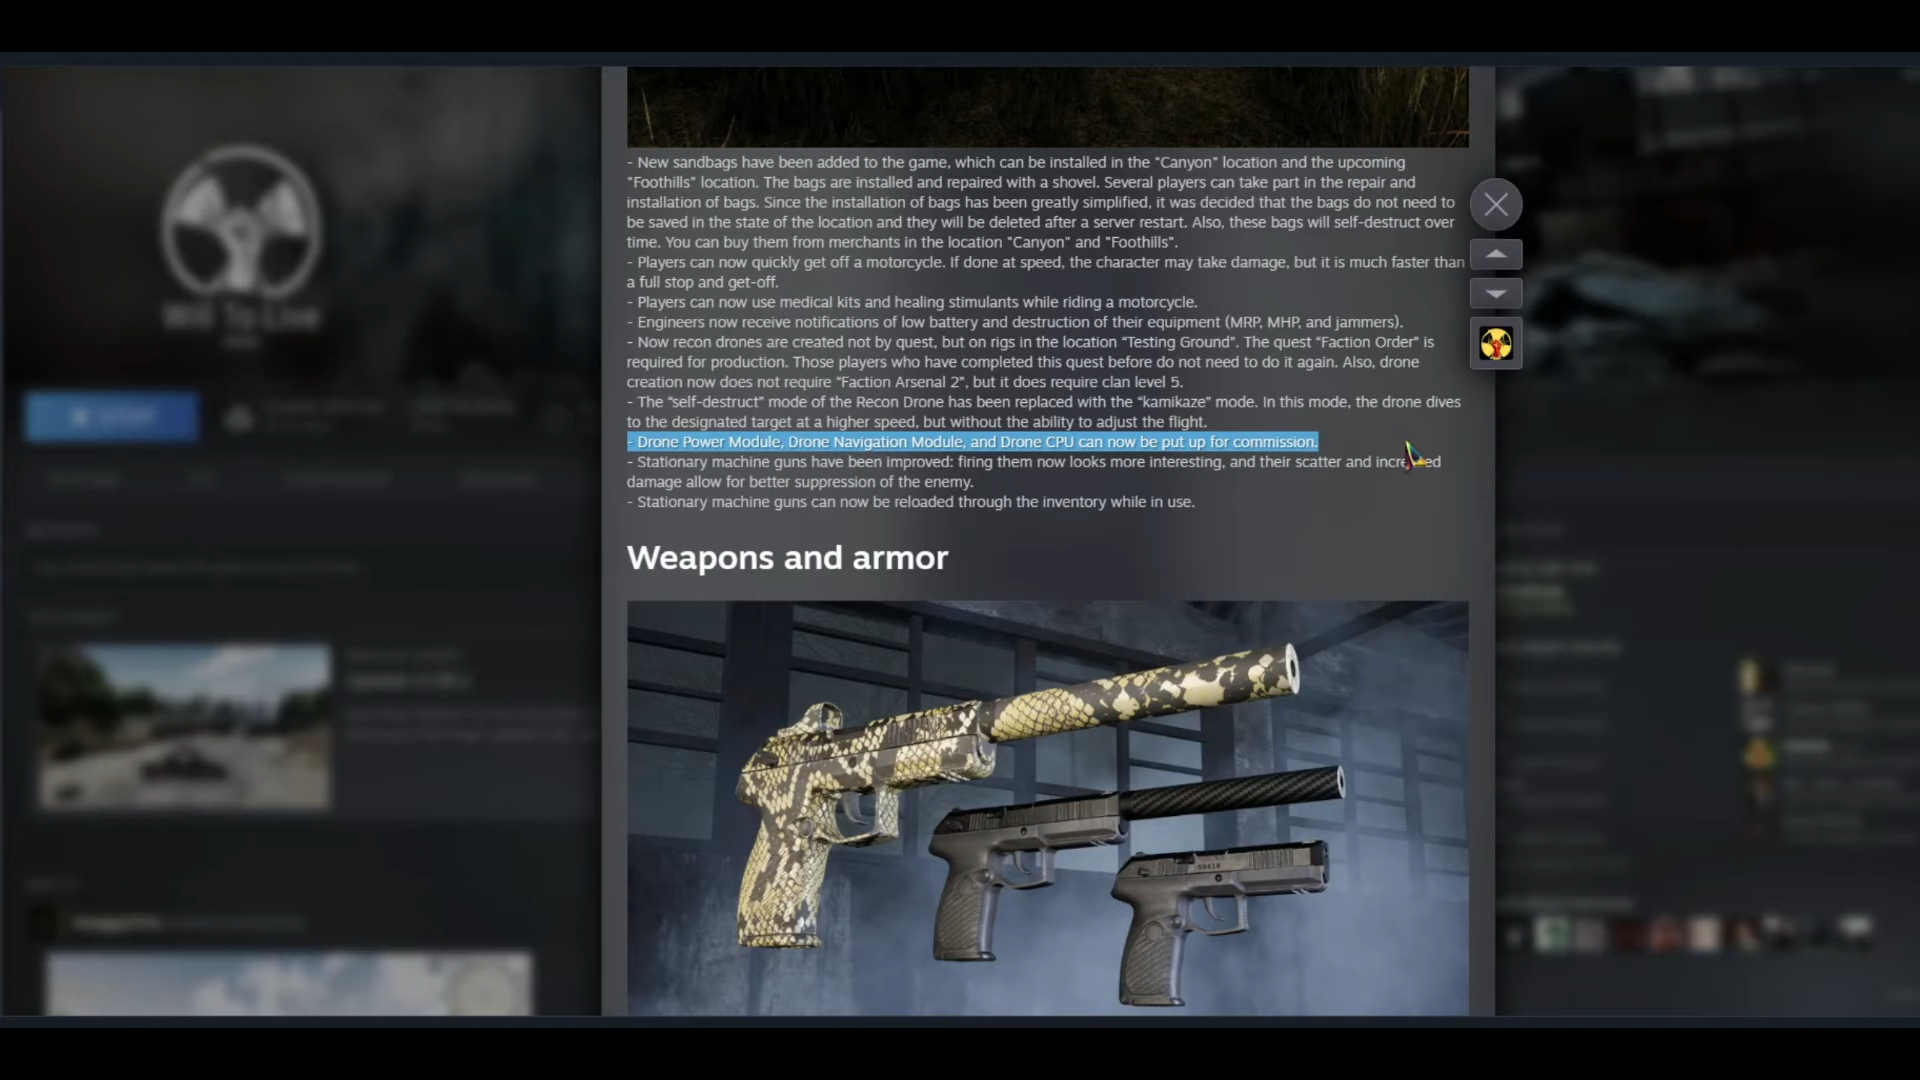 - New sandbags have been added to the game, which can be installed in the "Canyon" location and the upcoming
"Foothills" location. The bags are installed and repaired with a shovel. Several players can take part in the repair and
installation of bags. Since the installation of bags has been greatly simplified, it was decided that the bags do not need to
be saved in the state of the location and they will be deleted after a server restart. Also, these bags will self-destruct over
time. You can buy them from merchants in the location "Canyon" and "Foothills".
- Players can now quickly get off a motorcycle. If done at speed, the character may take damage, but it is much faster than
a full stop and get-off.
- Players can now use medical kits and healing stimulants while riding a motorcycle.
- Engineers now receive notifications of low battery and destruction of their equipment (MRP, MHP, and jammers).
- Now recon drones are created not by quest, but on rigs in the location “Testing Ground”. The quest “Faction Order” is
required for production. Those players who have completed this quest before do not need to do it again. Also, drone
creation now does not require “Faction Arsenal 2”, but it does require clan level 5.
- The “self-destruct” mode of the Recon Drone has been replaced with the “kamikaze” mode. In this mode, the drone dives
to the designated target at a higher speed, but without the ability to adjust the flight.
- Drone Power Module, Drone Navigation Module, and Drone CPU can now be put up for commission.
- Stationary machine guns have been improved: firing them now looks more interesting, and their scatter and
damage allow for better suppression of the enemy.
- Stationary machine guns can now be reloaded through the inventory while in use.
Weapons and armor
Will To Live